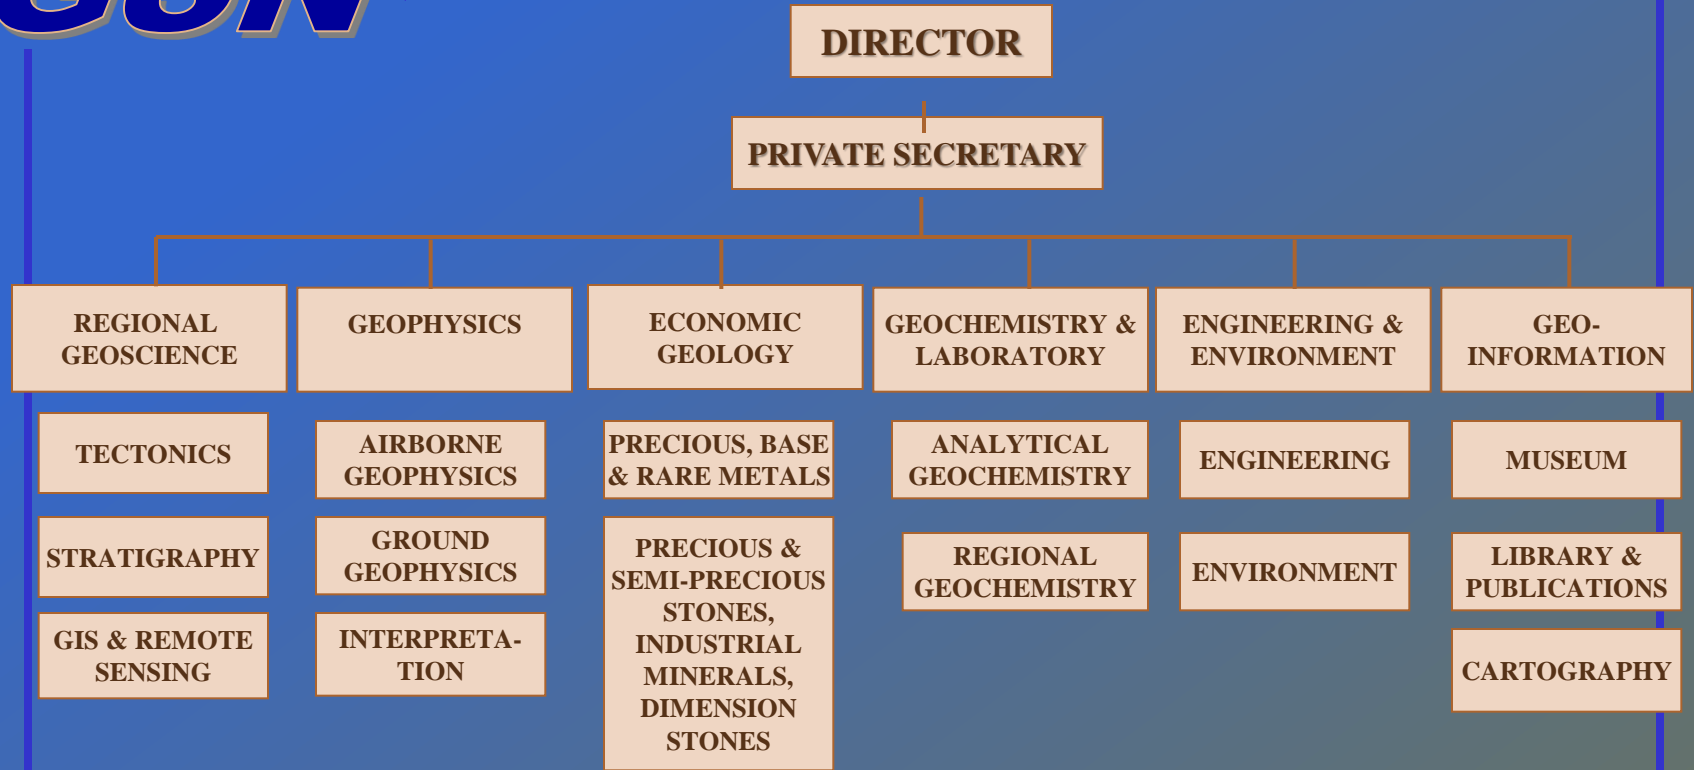 DIRECTOR
PRIVATE SECRETARY
REGIONAL
GEOSCIENCE
GEOPHYSICS
ECONOMIC
GEOLOGY
GEOCHEMISTRY &
LABORATORY
ENGINEERING &
ENVIRONMENT
GEO-
INFORMATION
TECTONICS
STRATIGRAPHY
GIS & REMOTE
SENSING
AIRBORNE
GEOPHYSICS
GROUND
GEOPHYSICS
INTERPRETA-
TION
PRECIOUS, BASE
& RARE METALS
PRECIOUS &
SEMI-PRECIOUS
STONES,
INDUSTRIAL
MINERALS,
DIMENSION
STONES
ANALYTICAL
GEOCHEMISTRY
REGIONAL
GEOCHEMISTRY
ENGINEERING
ENVIRONMENT
MUSEUM
LIBRARY &
PUBLICATIONS
CARTOGRAPHY